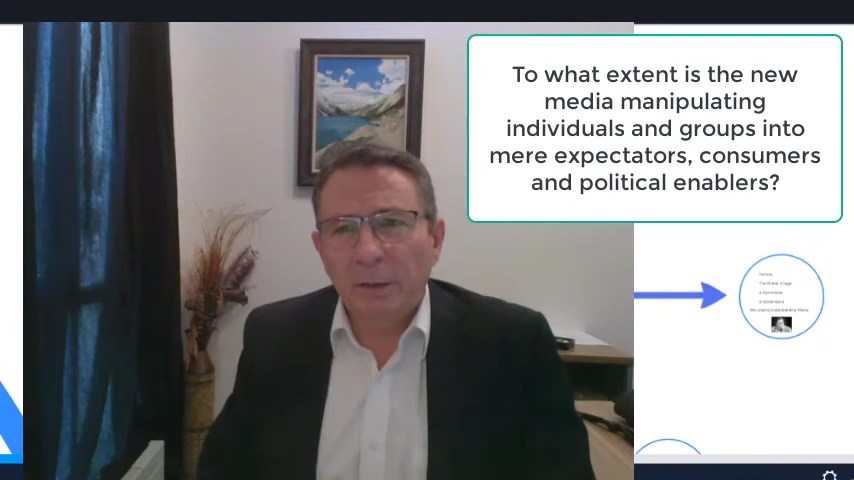 To what extent is the new
media manipulating
individuals and groups into
mere expectators, consumers
and political enablers?